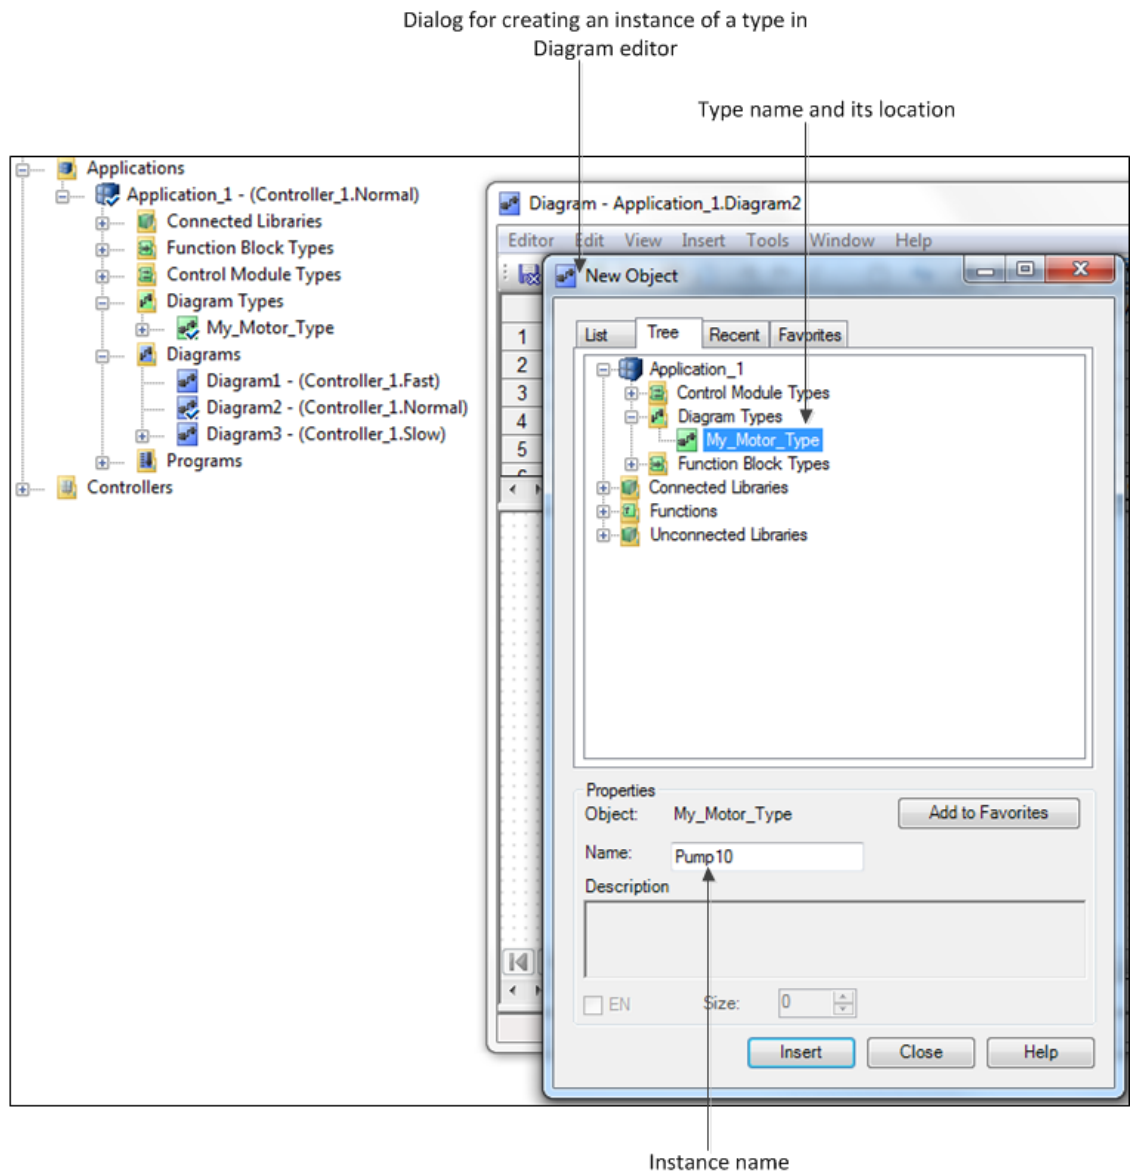 Dialog for creating an instance of a type in
Diagram editor
Type name and its location
Applications
Application_1 - (Controller_1.Normal)
Connected Libraries
Function Block Types
Control Module Types
Diagram Types
My_Motor_Type
Diagrams
Diagram1 - (Controller_1.Fast)
Diagram2 - (Controller_1.Normal)
Diagram3 - (Controller_1.Slow)
Programs
Controllers
Diagram - Application_1.Diagram2
Editor Edit View Insert Tools Window Help
New Object
1
2
3
4
5
List Tree Recent Favorites
Application_1
Control Module Types
Diagram Types
My_Motor_Type
Function Block Types
Connected Libraries
Functions
Unconnected Libraries
Properties
Object: My_Motor_Type Add to Favorites
Name: Pump10
Description
EN Size: 0
Insert Close Help
Instance name